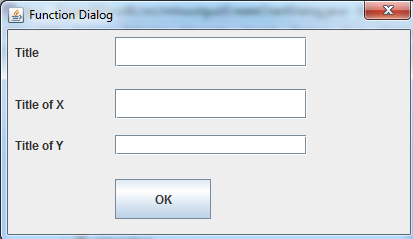 Function Dialog
Title
Title of X
Title of Y
OK